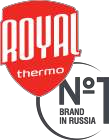 ROYAL
thermo
№1
BRAND
IN RUSSIA